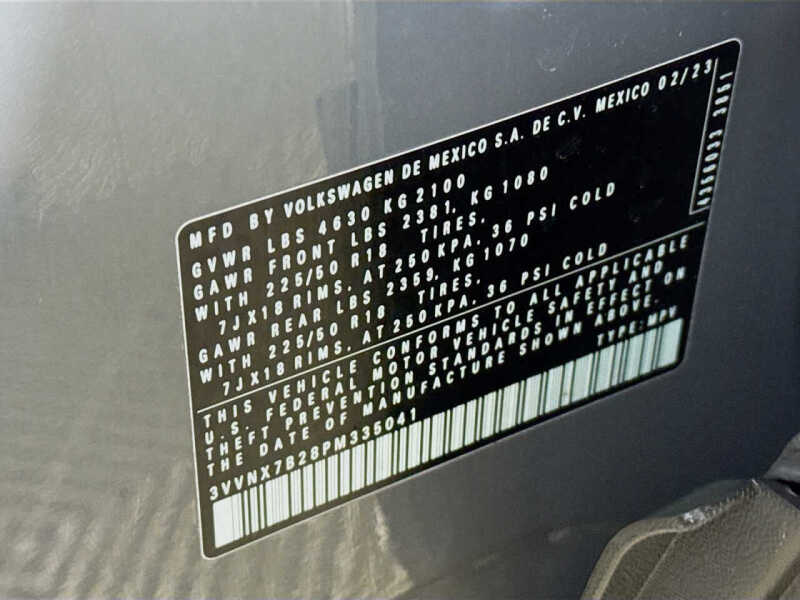 MFD BY VOLKSWAGEN DE MEXICO S.A. DE C.V. MEXICO 02/23
GVWR LBS 4630 KG 2100
GAWR FRONT LBS 2381, KG 1080
WITH 225/50 R18 TIRES,
7JX18 RIMS, AT 250 KPA, 36 PSI COLD
GAWR REAR LBS 2359, KG 1070
WITH 225/50 R18 TIRES,
7JX18 RIMS, AT 250 KPA, 36 PSI COLD
THIS VEHICLE CONFORMS TO ALL APPLICABLE
U.S. FEDERAL MOTOR VEHICLE SAFETY AND
THEFT PREVENTION STANDARDS IN EFFECT ON
THE DATE OF MANUFACTURE SHOWN ABOVE.
TYPE: MPV
3VVNX7B28PM335041